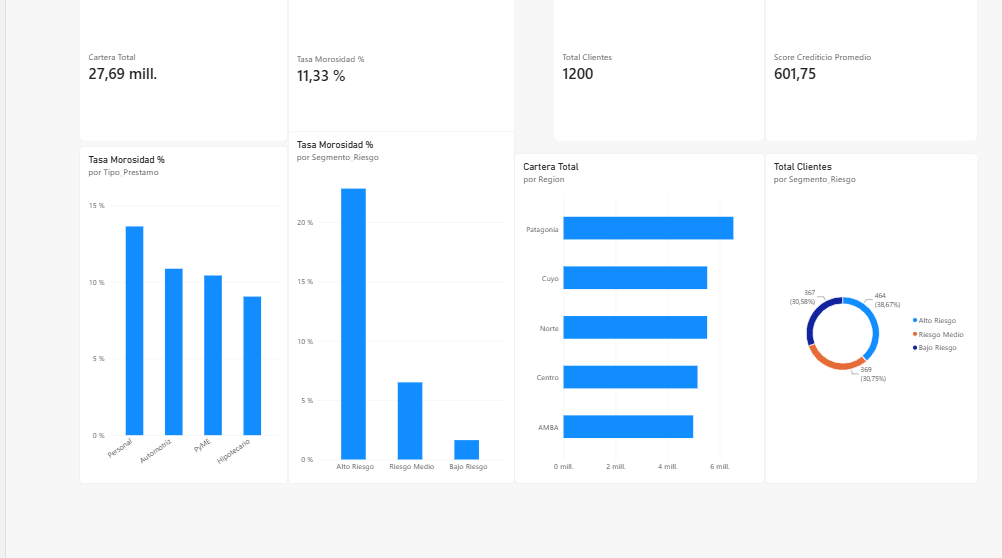 Cartera Total
27,69 mill.
Tasa Morosidad %
11,33 %
Total Clientes
1200
Score Crediticio Promedio
601,75
Tasa Morosidad %
por Tipo_Prestamo
15 %
10 %
5 %
0 %
Personal
Automotriz
PyME
Hipotecario
Tasa Morosidad %
por Segmento_Riesgo
20 %
15 %
10 %
5 %
0 %
Alto Riesgo
Riesgo Medio
Bajo Riesgo
Cartera Total
por Region
Patagonia
Cuyo
Norte
Centro
AMBA
0 mill.
2 mill.
4 mill.
6 mill.
Total Clientes
por Segmento_Riesgo
367
(30,58%)
464
(38,67%)
369
(30,75%)
Alto Riesgo
Riesgo Medio
Bajo Riesgo